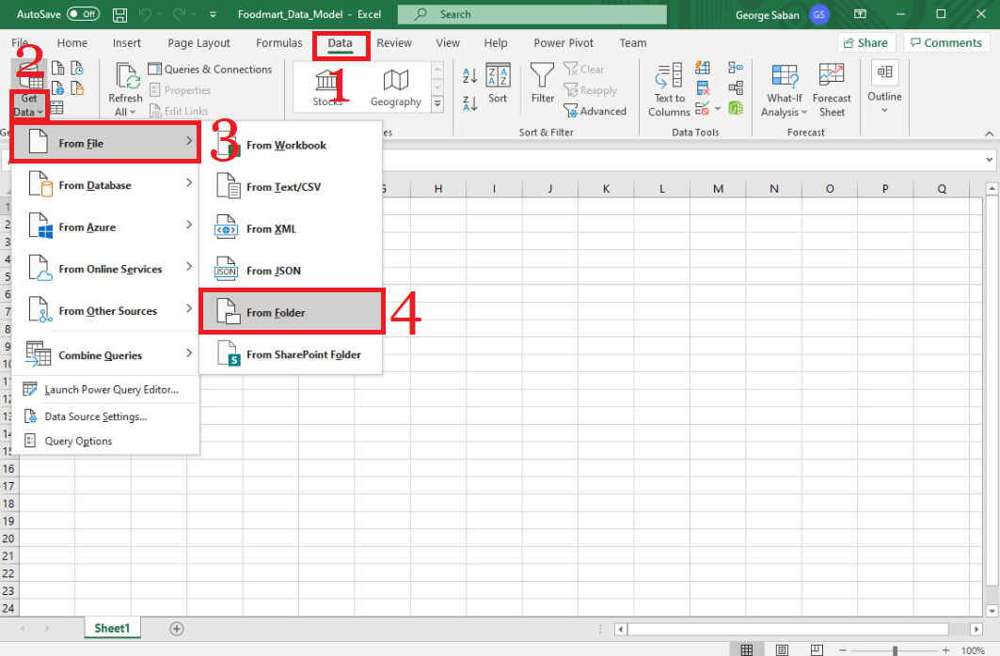 AutoSave Off Foodmart_Data_Model - Excel Search George Saban GS
File Home Insert Page Layout Formulas Data Review View Help Power Pivot Team Share Comments
2
1
Get
Data
Refresh
All
Queries & Connections
Properties
Edit Links
Stocks
Geography
Sort
Filter
Clear
Reapply
Advanced
Text to
Columns
What-If
Analysis
Forecast
Sheet
Outline
Sort & Filter
Data Tools
Forecast
3
From File
From Database
From Azure
From Online Services
From Other Sources
Combine Queries
Launch Power Query Editor...
Data Source Settings...
Query Options
From Workbook
From Text/CSV
From XML
JSON
From JSON
From Folder
4
S
From SharePoint Folder
H I J K L M N O P Q
1
2
3
4
5
6
7
8
9
10
11
12
13
14
15
16
17
18
19
20
21
22
23
24
Sheet1
100%